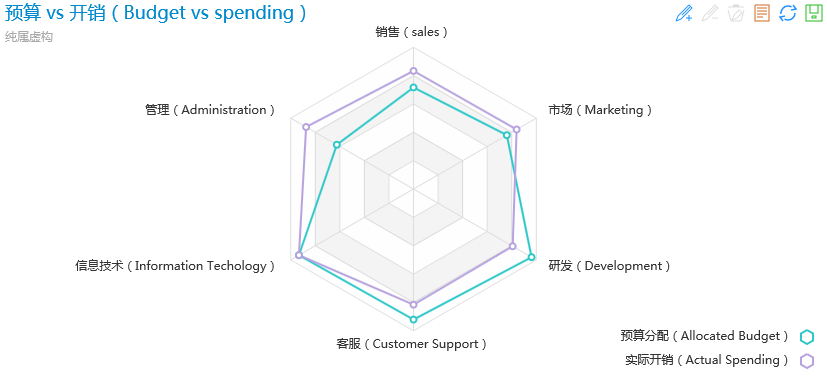 预算 vs 开销（Budget vs spending）
纯属虚构
销售（sales）
管理（Administration）
市场（Marketing）
信息技术（Information Techology）
研发（Development）
客服（Customer Support）
预算分配（Allocated Budget）
实际开销（Actual Spending）